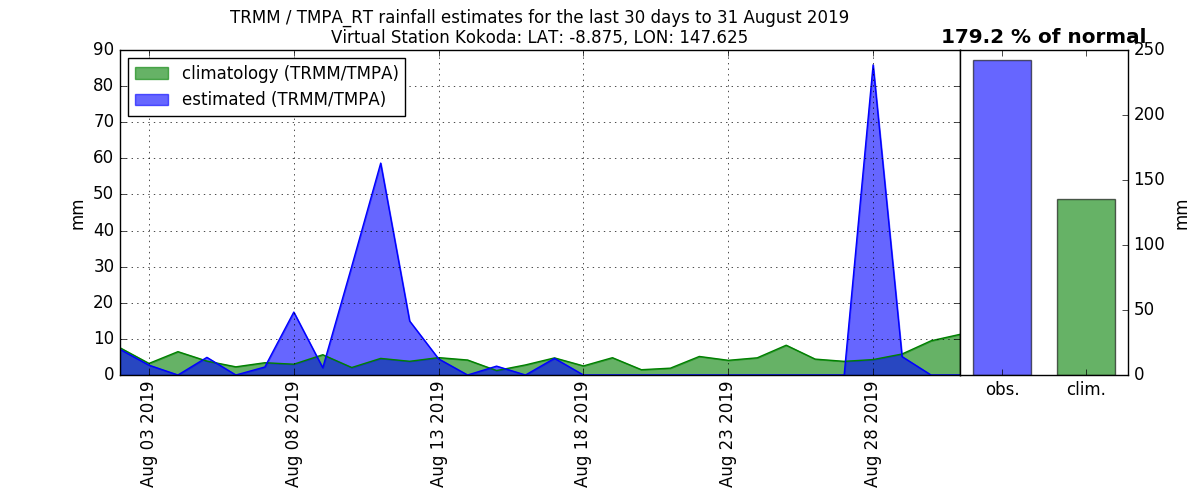 TRMM / TMPA_RT rainfall estimates for the last 30 days to 31 August 2019
Virtual Station Kokoda: LAT: -8.875, LON: 147.625
179.2 % of normal
climatology (TRMM/TMPA)
estimated (TRMM/TMPA)
90
80
70
60
50
40
30
20
10
0
mm
Aug 03 2019
Aug 08 2019
Aug 13 2019
Aug 18 2019
Aug 23 2019
Aug 28 2019
250
200
150
100
50
0
mm
obs.
clim.